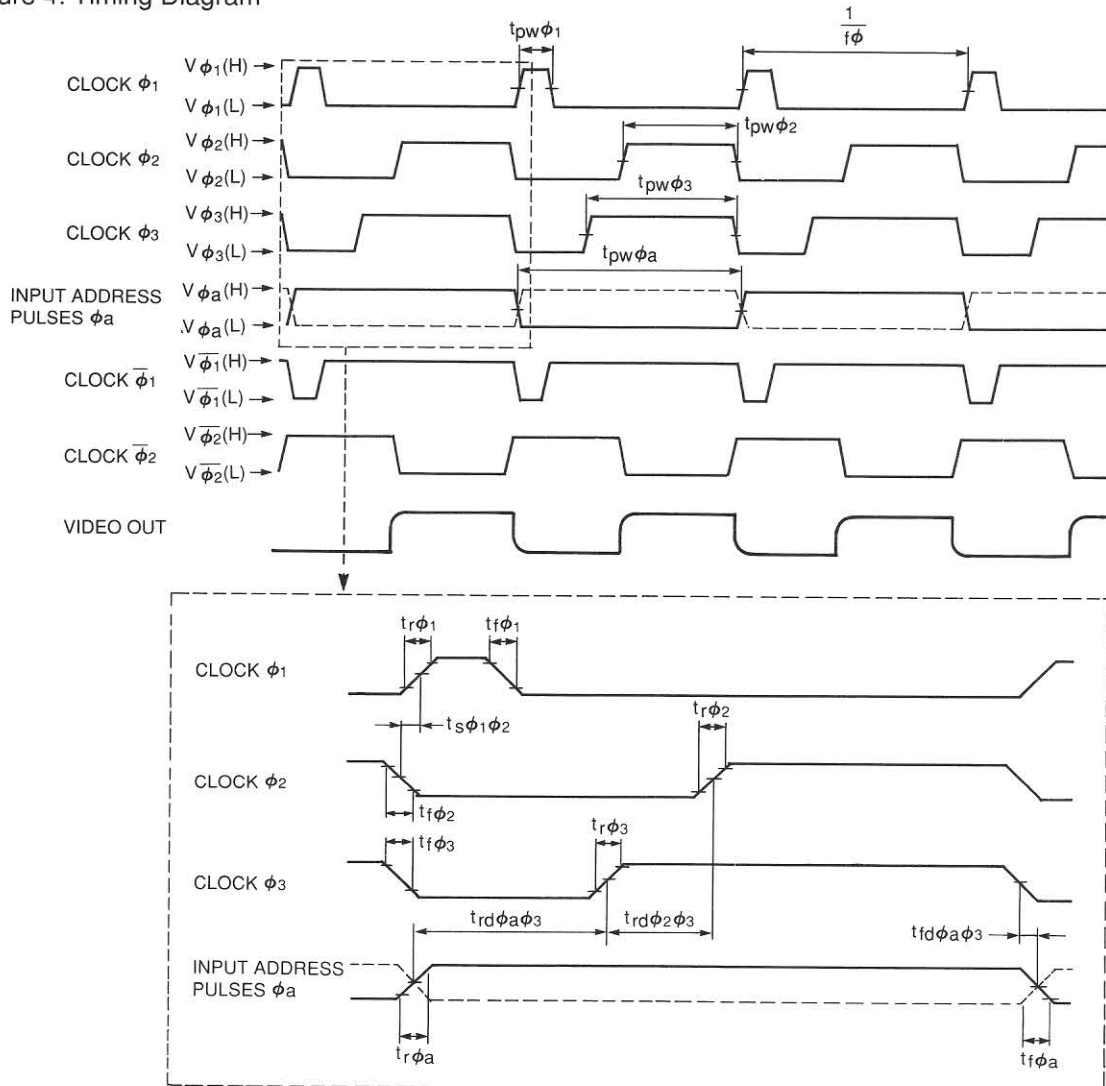 ure 4. Timing Diagram
tpwϕ1
1
fϕ
CLOCK ϕ1
Vϕ1(H)
Vϕ1(L)
CLOCK ϕ2
Vϕ2(H)
Vϕ2(L)
tpwϕ2
CLOCK ϕ3
Vϕ3(H)
Vϕ3(L)
tpwϕ3
INPUT ADDRESS
PULSES ϕa
Vϕa(H)
Vϕa(L)
tpwϕa
CLOCK ϕ̅1
Vϕ̅1(H)
Vϕ̅1(L)
CLOCK ϕ̅2
Vϕ̅2(H)
Vϕ̅2(L)
VIDEO OUT
trϕ1
tfϕ1
CLOCK ϕ1
tsϕ1ϕ2
trϕ2
CLOCK ϕ2
tfϕ2
tfϕ3
trϕ3
CLOCK ϕ3
trdϕaϕ3
trdϕ2ϕ3
tfdϕaϕ3
INPUT ADDRESS
PULSES ϕa
trϕa
tfϕa